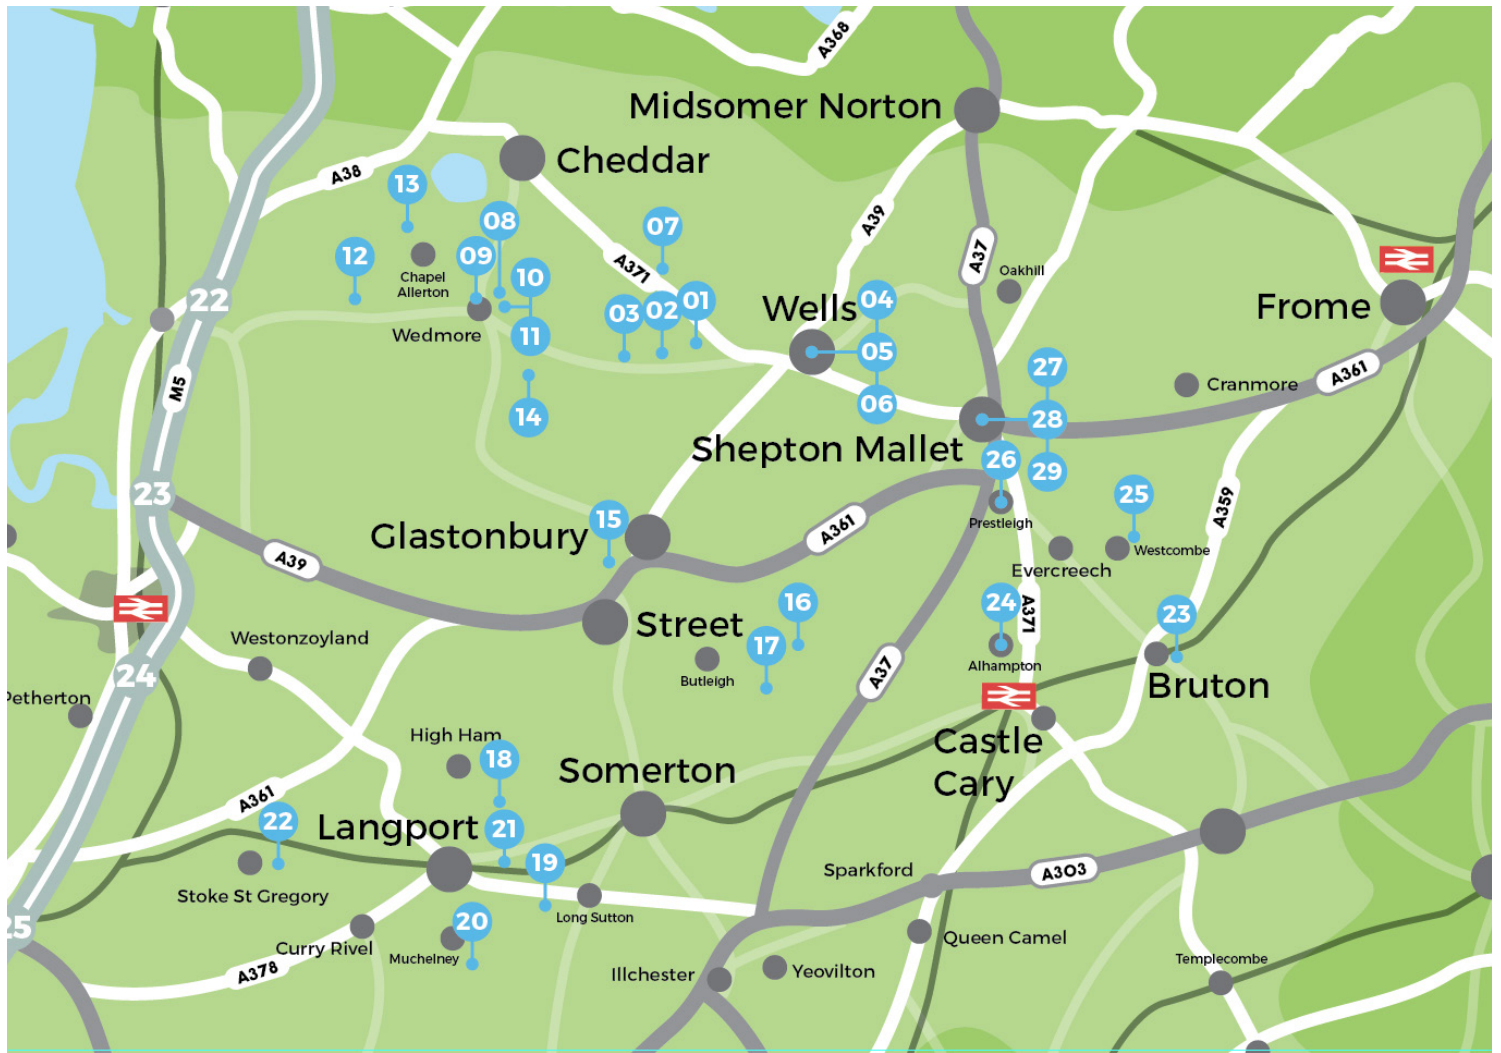 A368
Midsomer Norton
Cheddar
A38
13
08
07
A39
12
09
Chapel
Allerton
10
A371
A37
Oakhill
22
03
02
01
Wells
04
Frome
Wedmore
11
05
27
A361
M5
14
06
Cranmore
28
Shepton Mallet
26
29
23
25
A359
15
Prestleigh
Glastonbury
A361
Westcombe
A39
Evercreech
16
24
A371
23
Westonzoyland
Street
17
24
Butleigh
Alhampton
A37
Bruton
Petherton
High Ham
18
Castle
Cary
Somerton
A361
22
Langport
21
19
Sparkford
A303
Stoke St Gregory
20
Long Sutton
25
Curry Rivel
Muchelney
Queen Camel
A378
Illchester
Yeovilton
Templecombe